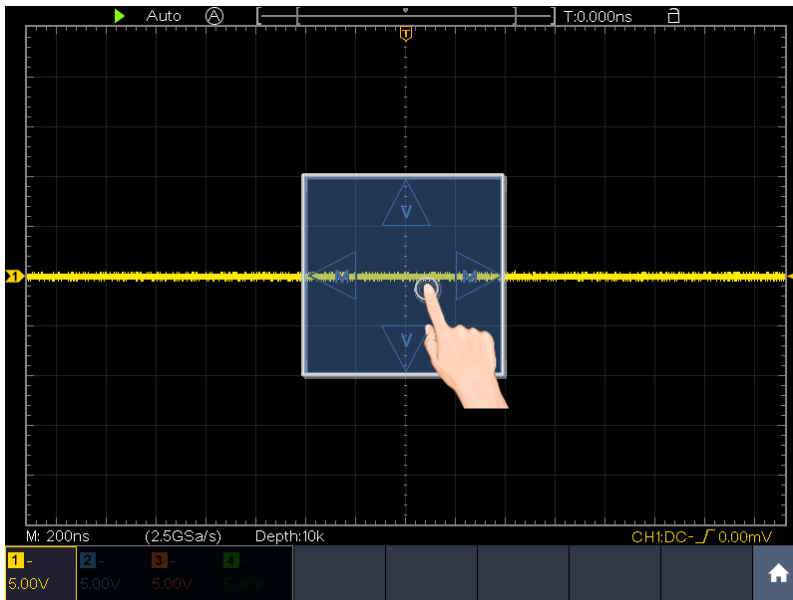 Auto A T:0.000ns
T
V
1 M M
V
M: 200ns (2.5GSa/s) Depth:10k CH1:DC- 0.00mV
1 - 2 - 3 - 4 -
5.00V 5.00V 5.00V 5.00V